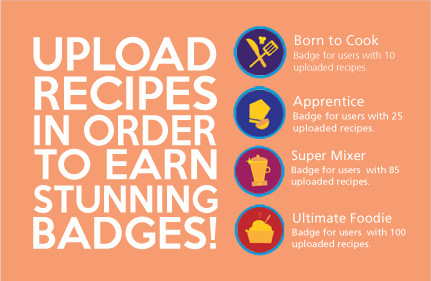 UPLOAD
RECIPES
IN ORDER
TO EARN
STUNNING
BADGES!
Born to Cook
Badge for users with 10
uploaded recipes.
Apprentice
Badge for users with 25
uploaded recipes.
Super Mixer
Badge for users with 85
uploaded recipes.
Ultimate Foodie
Badge for users with 100
uploaded recipes.